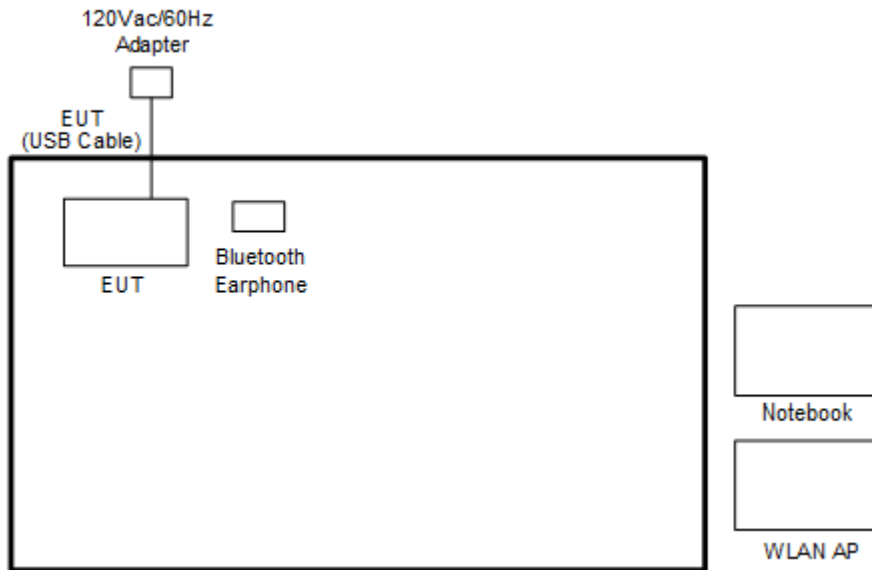 120Vac/60Hz
Adapter
EUT
(USB Cable)
EUT
Bluetooth
Earphone
Notebook
WLAN AP